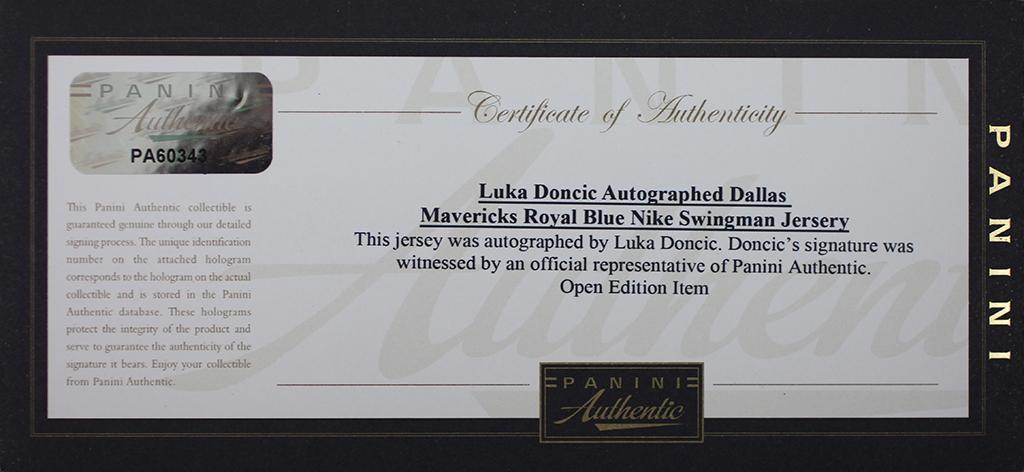 PANINI
Authentic
PA60343
This Panini Authentic collectible is
guaranteed genuine through our detailed
signing process. The unique identification
number on the attached hologram
corresponds to the hologram on the actual
collectible and is stored in the Panini
Authentic database. These holograms
protect the integrity of the product and
serve to guarantee the authenticity of the
signature it bears. Enjoy your collectible
from Panini Authentic.
Certificate of Authenticity
Luka Doncic Autographed Dallas
Mavericks Royal Blue Nike Swingman Jersery
This jersey was autographed by Luka Doncic. Doncic's signature was
witnessed by an official representative of Panini Authentic.
Open Edition Item
PANINI
Authentic
PANINI
PANINI
Authentic